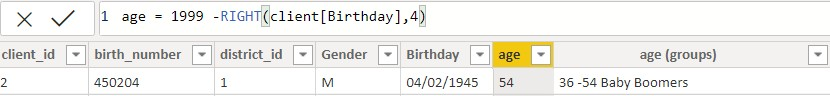 1 age = 1999 -RIGHT(client[Birthday],4)
client_id birth_number district_id Gender Birthday age age (groups)
2 450204 1 M 04/02/1945 54 36 -54 Baby Boomers